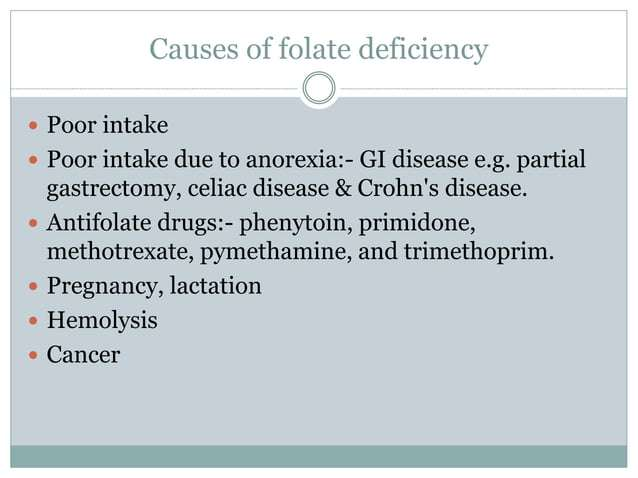 Causes of folate deficiency
• Poor intake
• Poor intake due to anorexia:- GI disease e.g. partial
gastrectomy, celiac disease & Crohn's disease.
• Antifolate drugs:- phenytoin, primidone,
methotrexate, pymethamine, and trimethoprim.
• Pregnancy, lactation
• Hemolysis
• Cancer